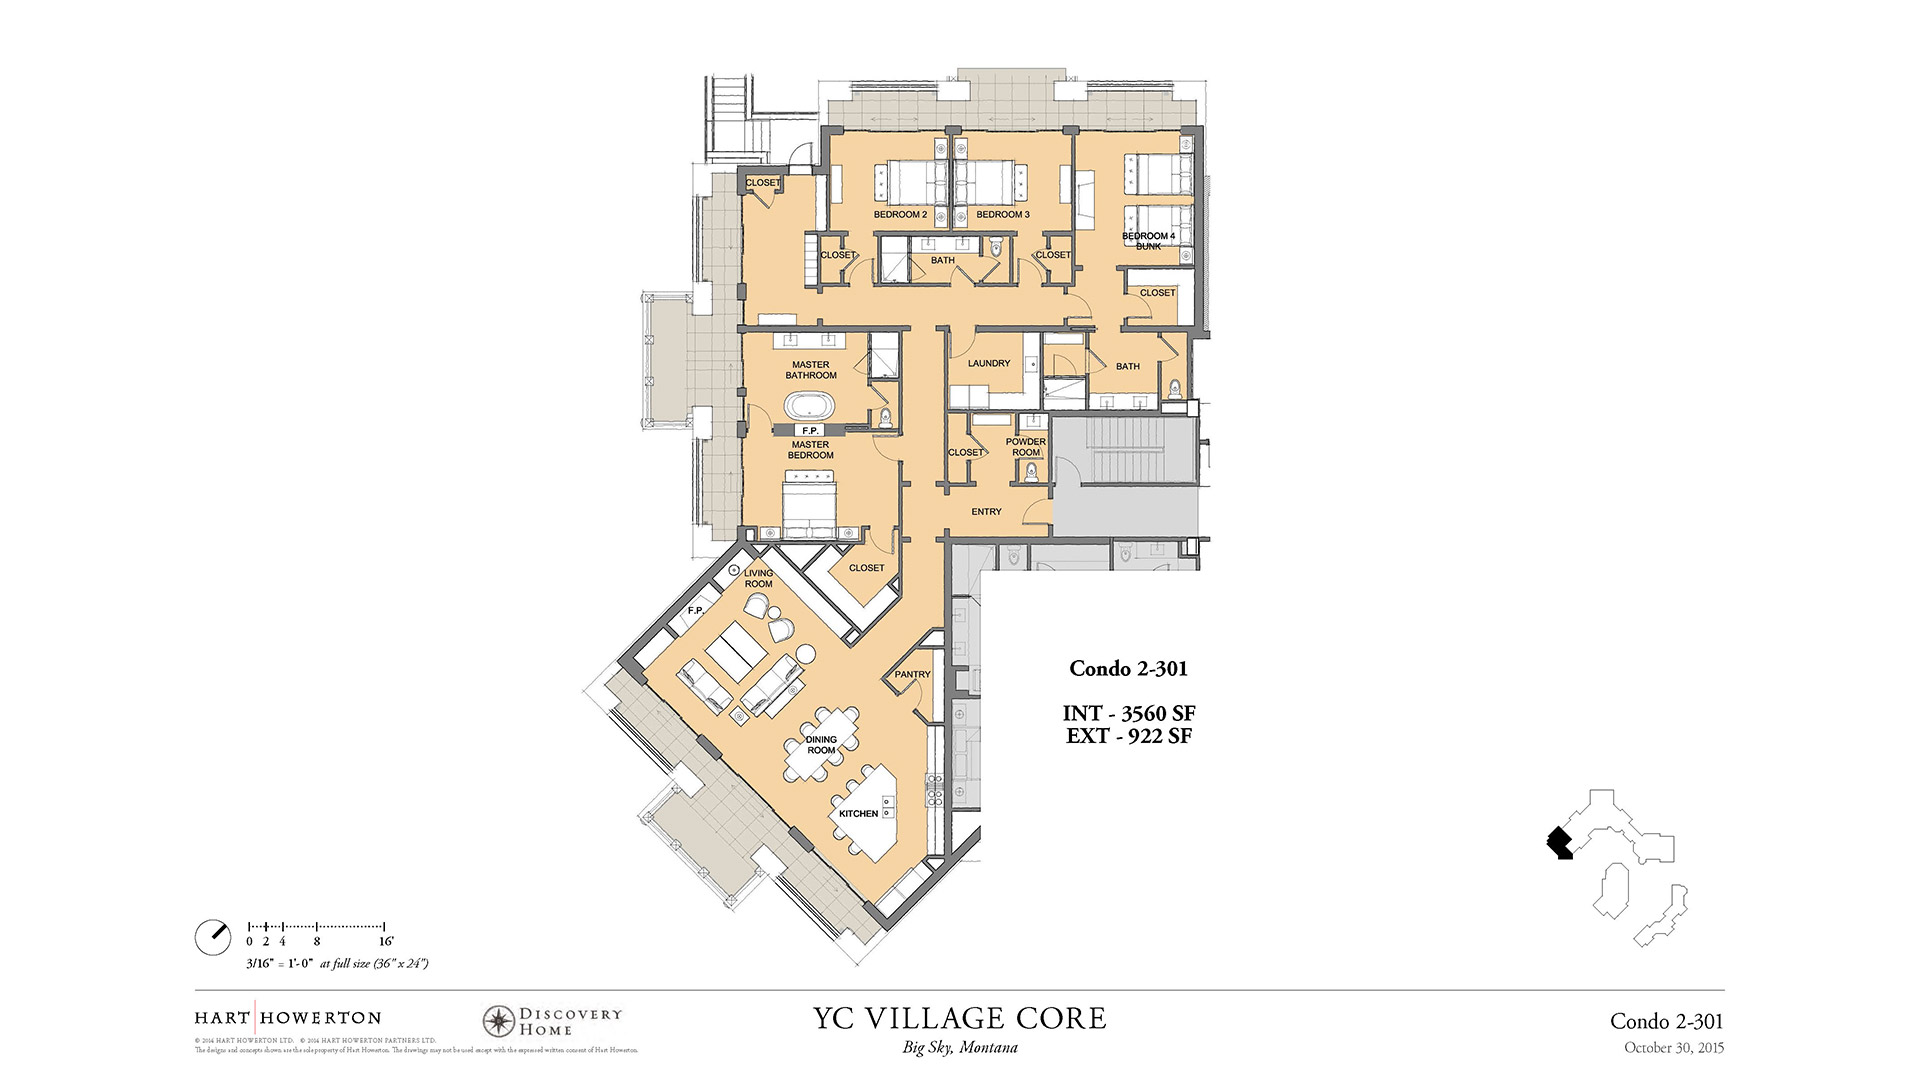 CLOSET
BEDROOM 2
BEDROOM 3
BEDROOM 4
BUNK
CLOSET
BATH
CLOSET
CLOSET
MASTER
BATHROOM
LAUNDRY
BATH
F.P.
MASTER
BEDROOM
CLOSET
POWDER
ROOM
ENTRY
CLOSET
LIVING
ROOM
F.P.
PANTRY
DINING
ROOM
KITCHEN
Condo 2-301
INT - 3560 SF
EXT - 922 SF
0 2 4 8 16'
3/16" = 1'-0" at full size (36" x 24")
HART HOWERTON
© 2014 HART HOWERTON LTD. © 2014 HART HOWERTON PARTNERS LTD.
The designs and concepts shown are the sole property of Hart Howerton. The drawings may not be used except with the expressed written consent of Hart Howerton.
DISCOVERY
HOME
YC VILLAGE CORE
Big Sky, Montana
Condo 2-301
October 30, 2015